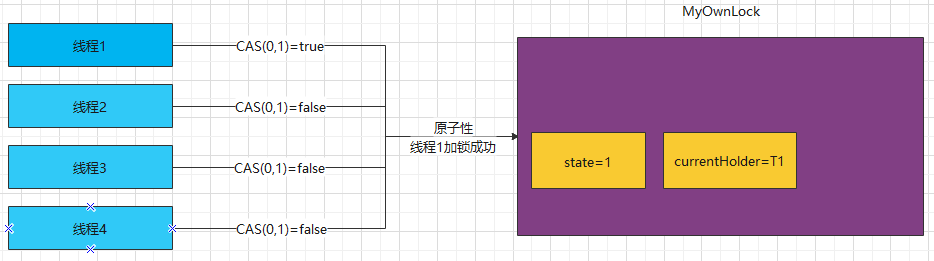 MyOwnLock
线程1
CAS(0,1)=true
线程2
CAS(0,1)=false
原子性
线程1加锁成功
state=1
currentHolder=T1
线程3
CAS(0,1)=false
线程4
CAS(0,1)=false